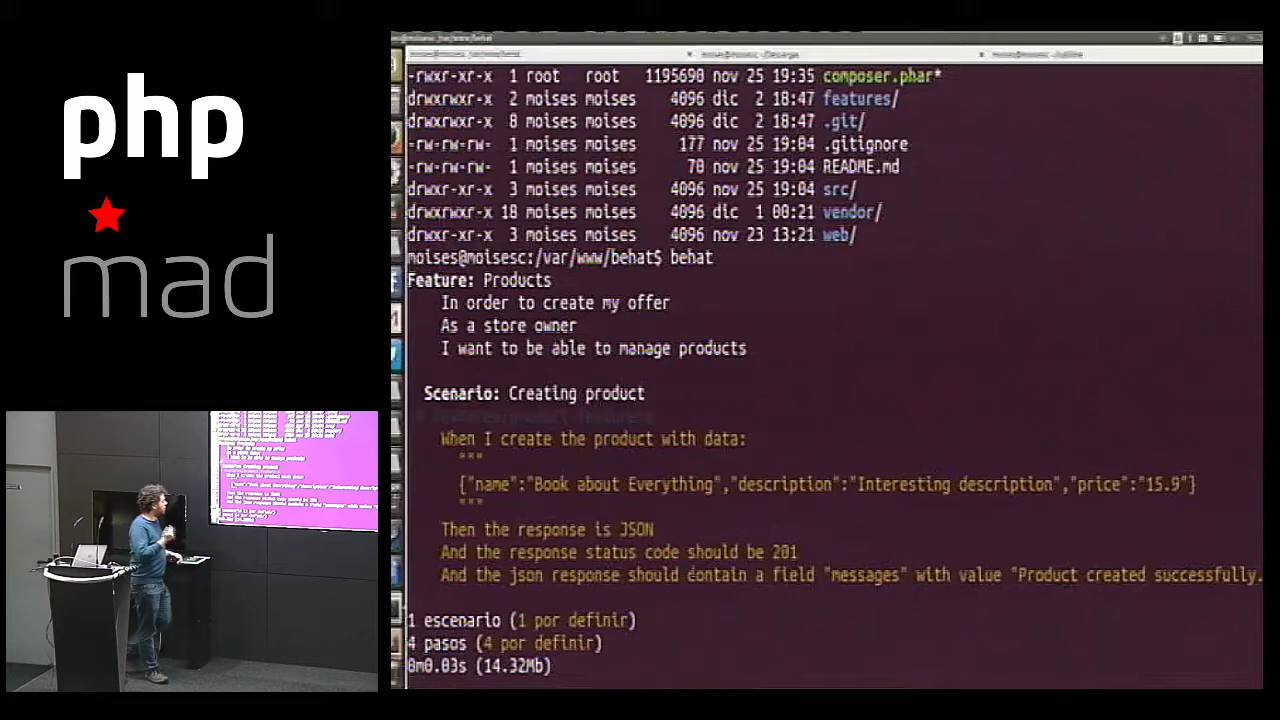 php
mad
-rwxr-xr-x 1 root root 1195690 nov 25 19:35 composer.phar*
drwxrwxr-x 2 moises moises 4096 dic 2 18:47 features/
drwxrwxr-x 8 moises moises 4096 dic 2 18:47 .git/
-rw-rw-rw- 1 moises moises 177 nov 25 19:04 .gitignore
-rw-rw-rw- 1 moises moises 70 nov 25 19:04 README.md
drwxrwxr-x 3 moises moises 4096 nov 25 19:04 src/
drwxrwxr-x 18 moises moises 4096 dic 1 00:21 vendor/
drwxr-xr-x 3 moises moises 4096 nov 23 13:21 web/
moises@moisesc:/var/www/behat$ behat
Feature: Products
In order to create my offer
As a store owner
I want to be able to manage products
Scenario: Creating product
When I create the product with data:
"""
{"name":"Book about Everything","description":"Interesting description","price":"15.9"}
"""
Then the response is JSON
And the response status code should be 201
And the json response should contain a field "messages" with value "Product created successfully.
1 escenario (1 por definir)
4 pasos (4 por definir)
0m0.03s (14.32Mb)